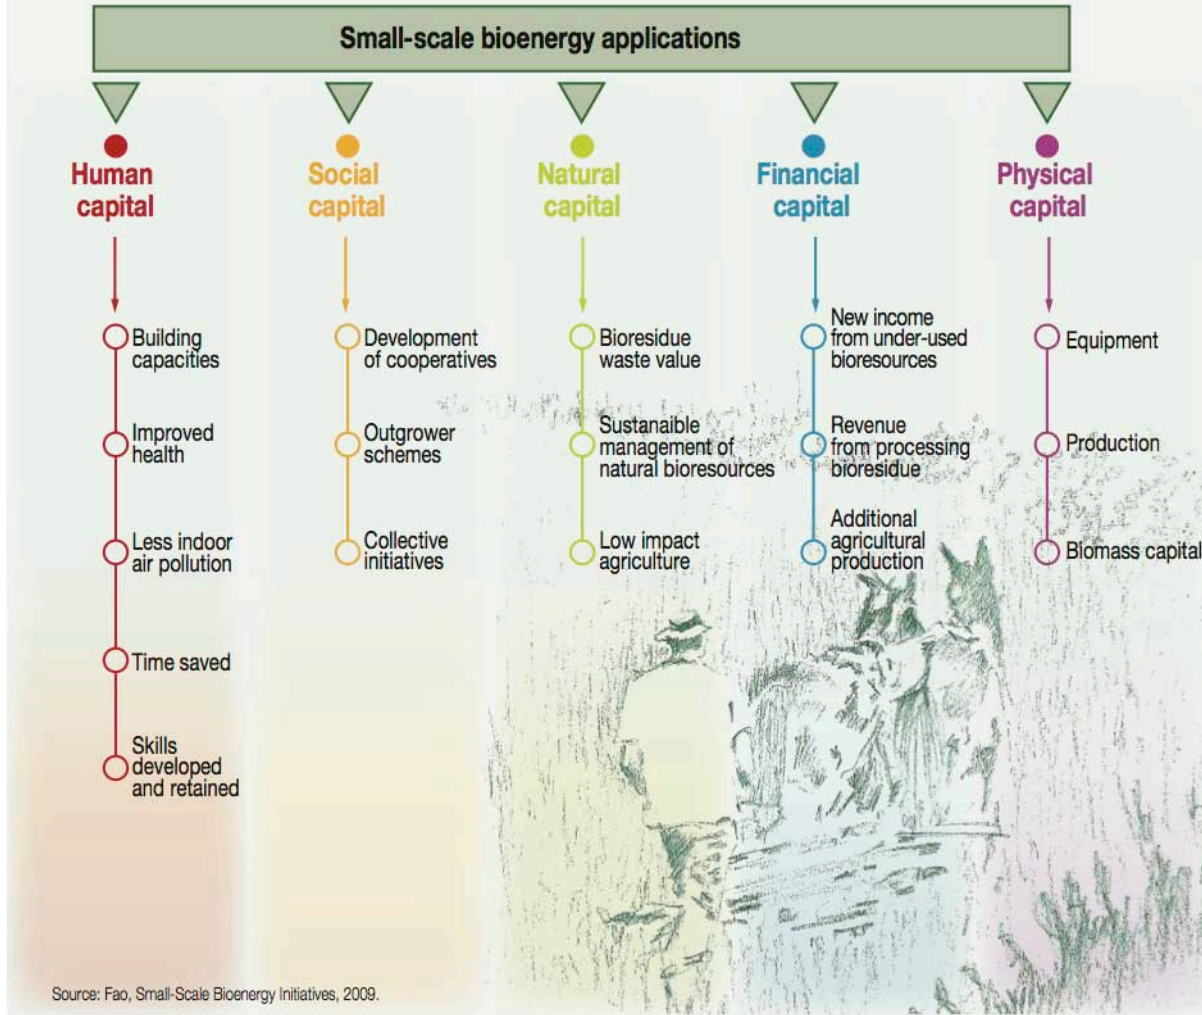 Small-scale bioenergy applications
Human
capital
Building
capacities
Improved
health
Less indoor
air pollution
Time saved
Skills
developed
and retained
Social
capital
Development
of cooperatives
Outgrower
schemes
Collective
initiatives
Natural
capital
Bioresidue
waste value
Sustanaible
management of
natural bioresources
Low impact
agriculture
Financial
capital
New income
from under-used
bioresources
Revenue
from processing
bioresidue
Additional
agricultural
production
Physical
capital
Equipment
Production
Biomass capital
Source: Fao, Small-Scale Bioenergy Initiatives, 2009.